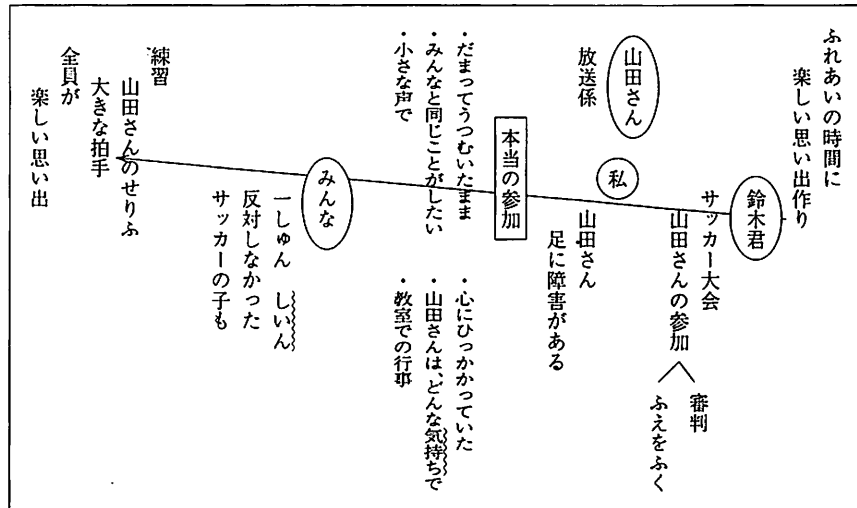 ふれあいの時間に
楽しい思い出作り
鈴木君
サッカー大会
山田さんの参加
審判
ふえをふく
私
山田さん
足に障害がある
山田さん
放送係
本当の参加
・だまってうつむいたまま
・みんなと同じことがしたい
・小さな声で
・心にひっかかっていた
・山田さんは、どんな気持ちで
・教室での行事
みんな
一しゅん しいん
反対しなかった
サッカーの子も
練習
山田さんのせりふ
大きな拍手
全員が
楽しい思い出